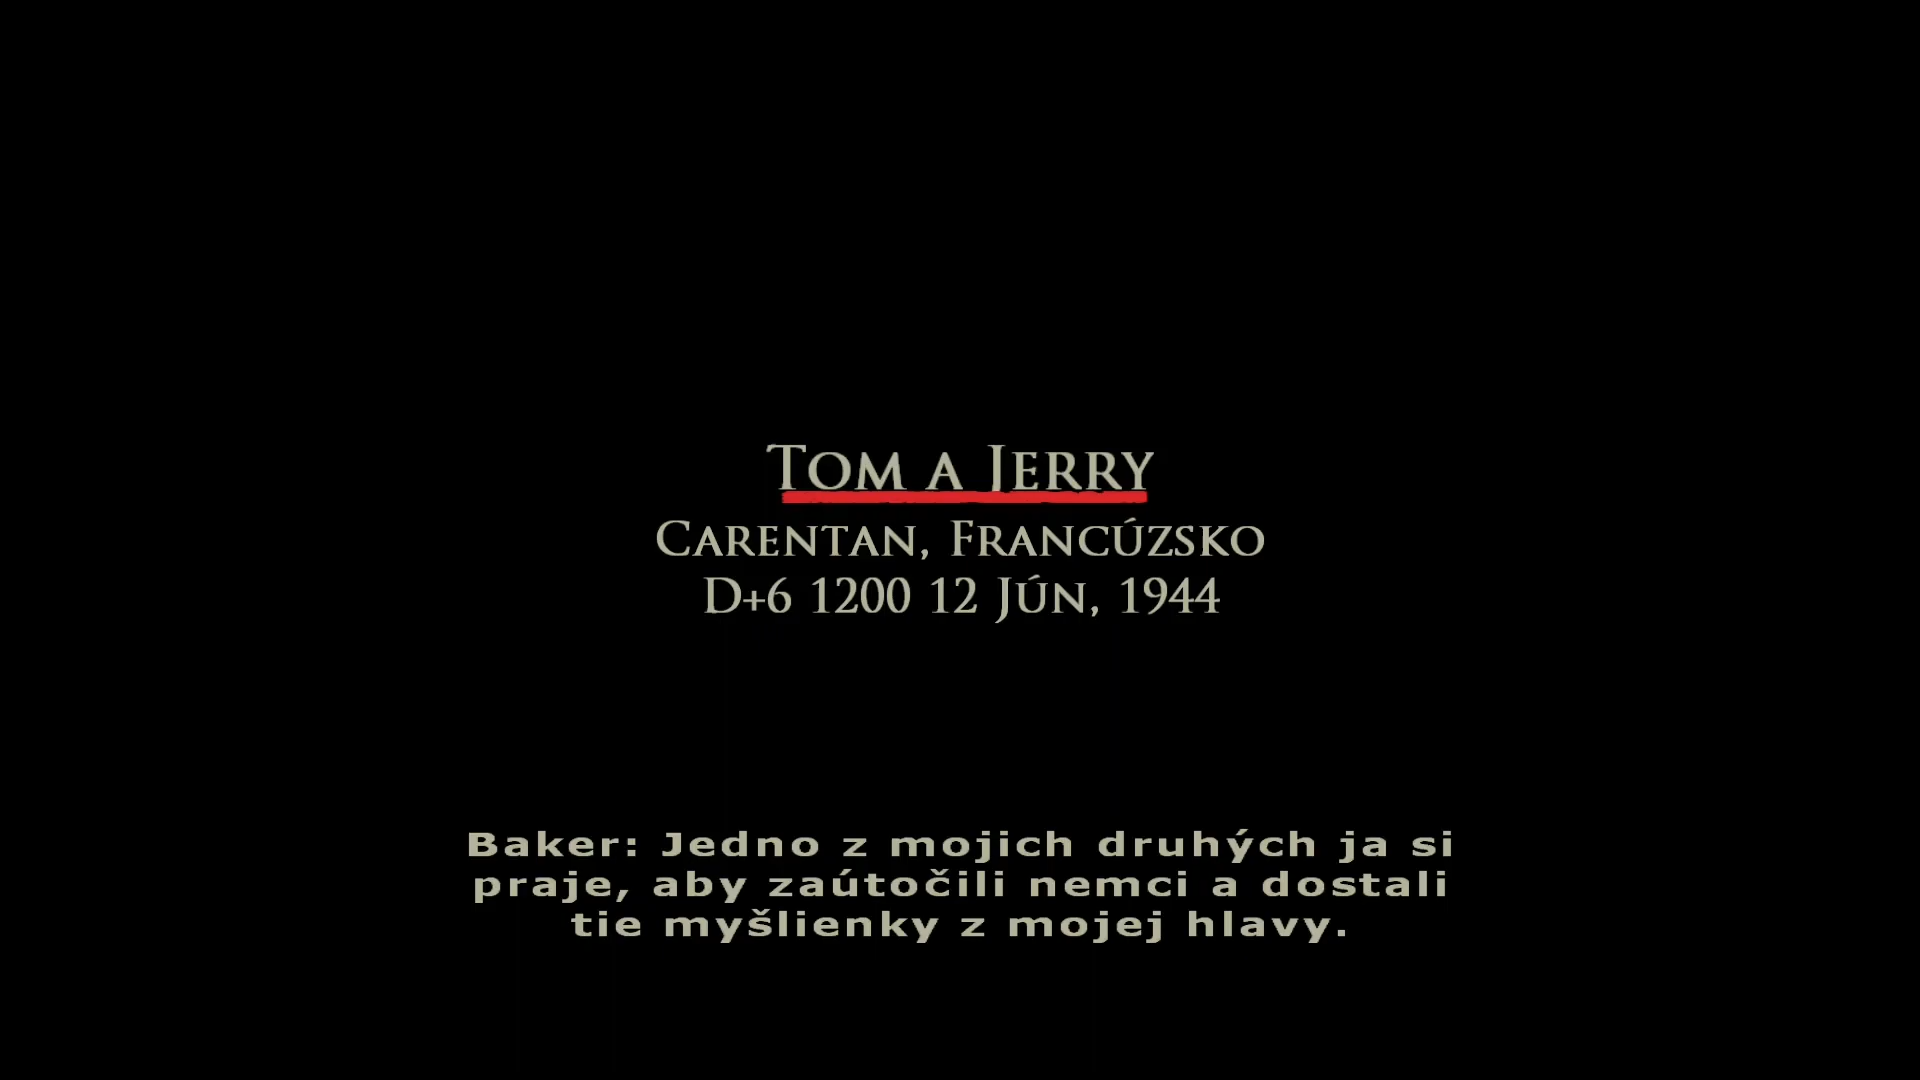 Tom a Jerry
Carentan, Francúzsko
D+6 1200 12 Jún, 1944
Baker: Jedno z mojich druhých ja si
praje, aby zaútočili nemci a dostali
tie myšlienky z mojej hlavy.